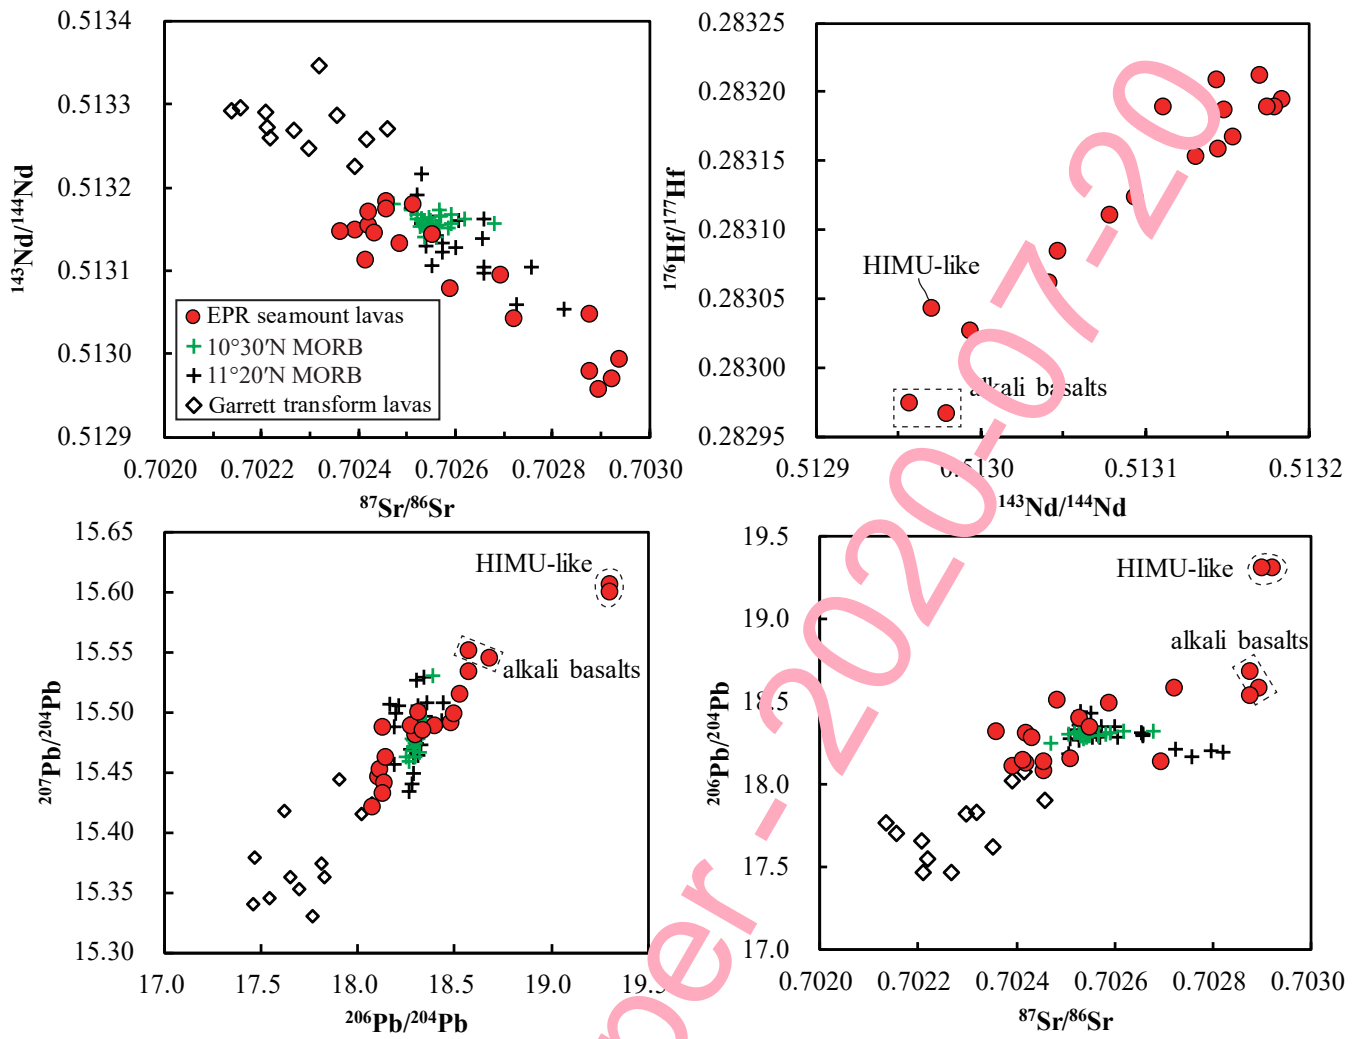 0.5134
0.5133
0.5132
0.5131
0.5130
0.5129
143Nd/144Nd
EPR seamount lavas
10°30′N MORB
11°20′N MORB
Garrett transform lavas
0.7020
0.7022
0.7024
0.7026
0.7028
0.7030
87Sr/86Sr
0.28325
0.28320
0.28315
0.28310
0.28305
0.28300
0.28295
176Hf/177Hf
HIMU-like
alkali basalts
0.5129
0.5130
0.5131
0.5132
143Nd/144Nd
15.65
15.60
15.55
15.50
15.45
15.40
15.35
15.30
207Pb/204Pb
HIMU-like
alkali basalts
17.0
17.5
18.0
18.5
19.0
19.5
206Pb/204Pb
19.5
19.0
18.5
18.0
17.5
17.0
206Pb/204Pb
HIMU-like
alkali basalts
0.7020
0.7022
0.7024
0.7026
0.7028
0.7030
87Sr/86Sr
per - 2020-07-20